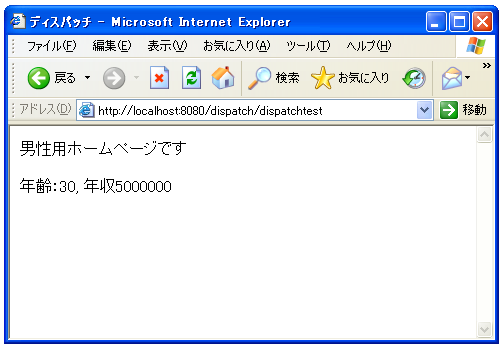 ディスパッチ - Microsoft Internet Explorer
ファイル(F) 編集(E) 表示(V) お気に入り(A) ツール(T) ヘルプ(H)
戻る 検索 お気に入り »
アドレス(D) http://localhost:8080/dispatch/dispatchtest 移動
男性用ホームページです
年齢:30, 年収5000000